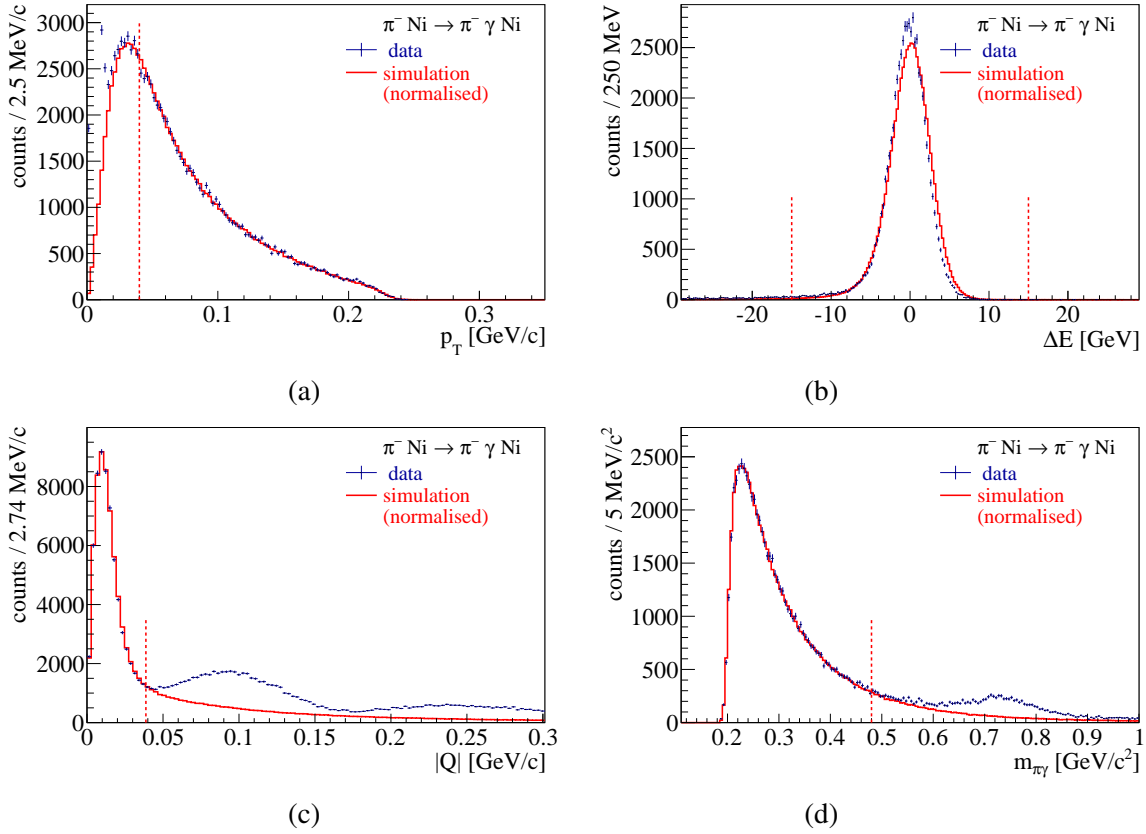 π⁻ Ni → π⁻ γ Ni
data
simulation
(normalised)
counts / 2.5 MeV/c
3000
2500
2000
1500
1000
500
0
0 0.1 0.2 0.3
p_T [GeV/c]
(a)
π⁻ Ni → π⁻ γ Ni
data
simulation
(normalised)
counts / 250 MeV
2500
2000
1500
1000
500
0
-20 -10 0 10 20
ΔE [GeV]
(b)
π⁻ Ni → π⁻ γ Ni
data
simulation
(normalised)
counts / 2.74 MeV/c
8000
6000
4000
2000
0
0 0.05 0.1 0.15 0.2 0.25 0.3
|Q| [GeV/c]
(c)
π⁻ Ni → π⁻ γ Ni
data
simulation
(normalised)
counts / 5 MeV/c²
2500
2000
1500
1000
500
0
0.2 0.3 0.4 0.5 0.6 0.7 0.8 0.9 1
m_πγ [GeV/c²]
(d)